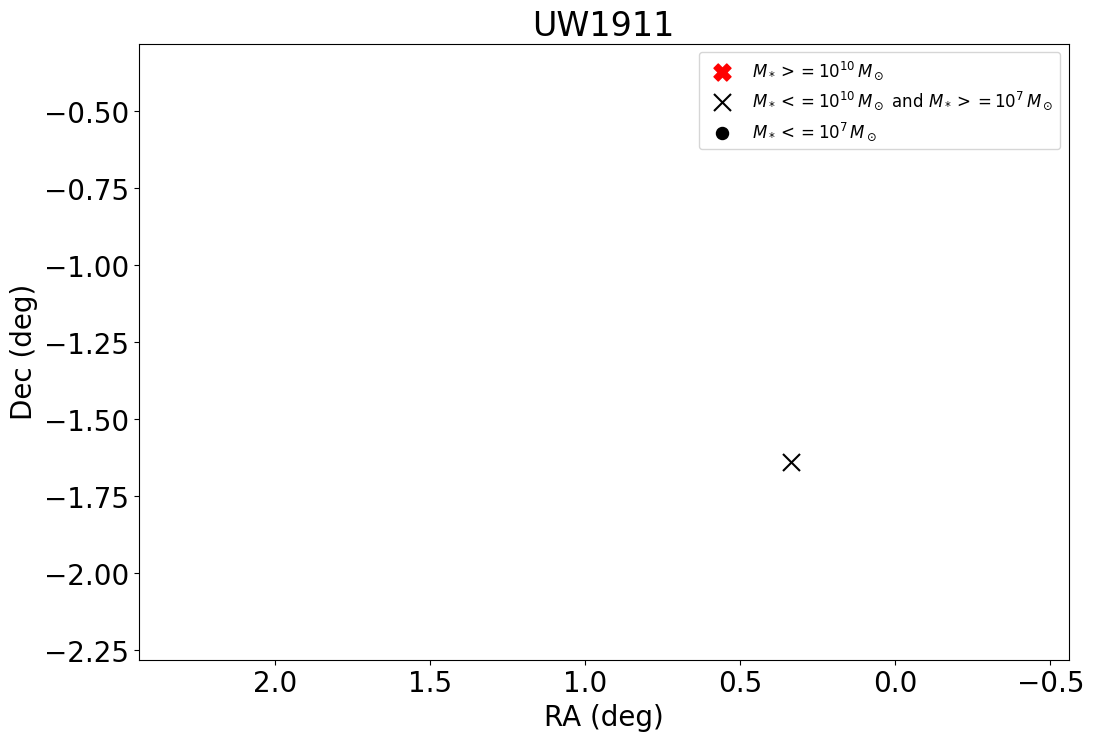 UW1911
M* >= 10^10 M⊙
M* <= 10^10 M⊙ and M* >= 10^7 M⊙
M* <= 10^7 M⊙
−0.50
−0.75
−1.00
−1.25
−1.50
−1.75
−2.00
−2.25
Dec (deg)
2.0 1.5 1.0 0.5 0.0 −0.5
RA (deg)